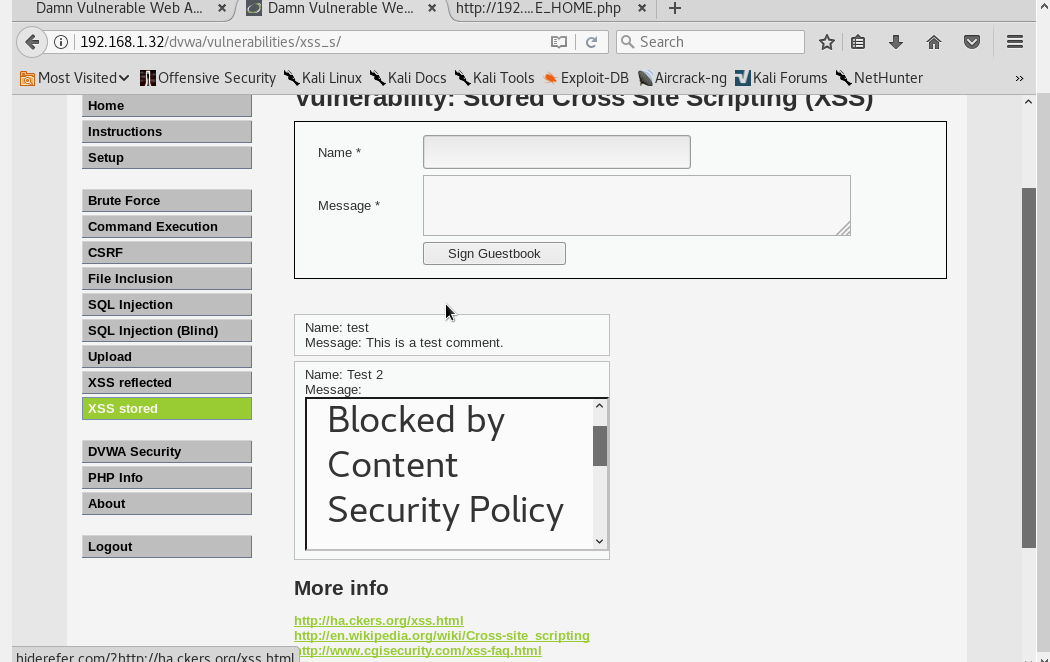 Damn Vulnerable Web A... × Damn Vulnerable We... × http://192....E_HOME.php × +
192.168.1.32/dvwa/vulnerabilities/xss_s/ Search
Most Visited Offensive Security Kali Linux Kali Docs Kali Tools Exploit-DB Aircrack-ng Kali Forums NetHunter »
Vulnerability: Stored Cross Site Scripting (XSS)
Home
Instructions
Setup
Brute Force
Command Execution
CSRF
File Inclusion
SQL Injection
SQL Injection (Blind)
Upload
XSS reflected
XSS stored
DVWA Security
PHP Info
About
Logout
Name *
Message *
Sign Guestbook
Name: test
Message: This is a test comment.
Name: Test 2
Message:
Blocked by
Content
Security Policy
More info
http://ha.ckers.org/xss.html
http://en.wikipedia.org/wiki/Cross-site_scripting
http://www.cgisecurity.com/xss-faq.html
hiderefer.com/?http://ha.ckers.org/xss.html